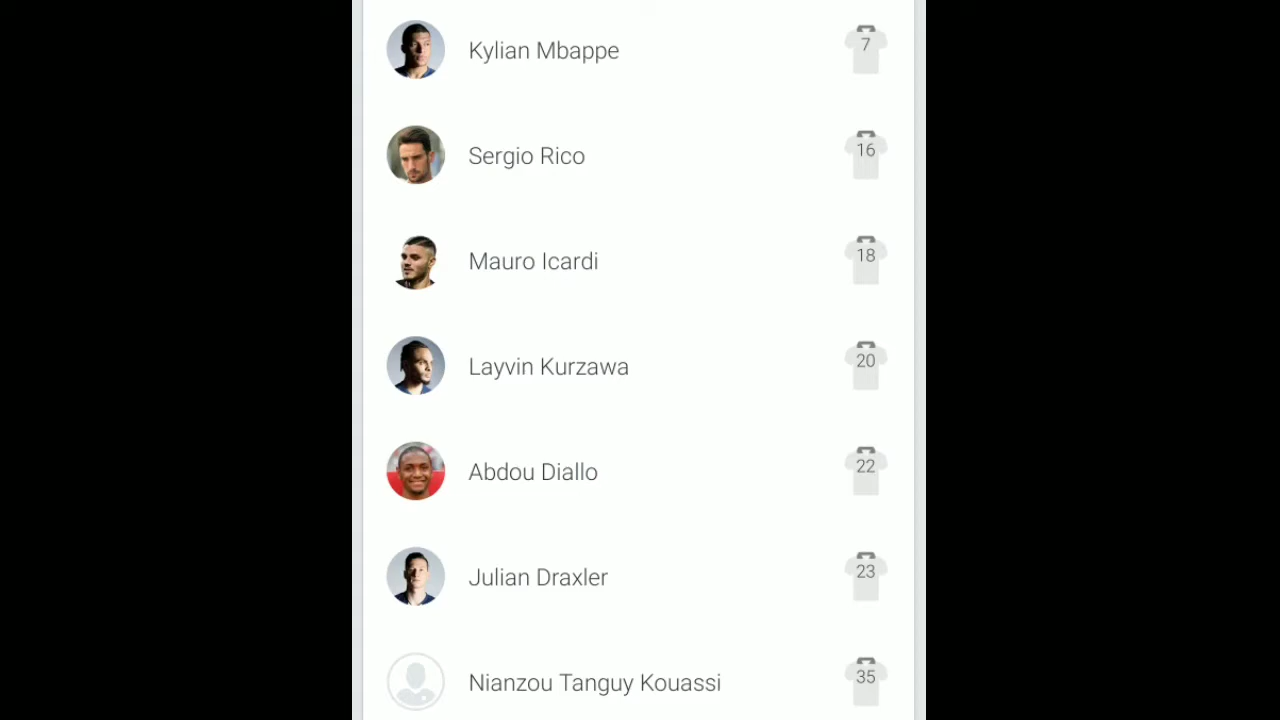 Kylian Mbappe 7
Sergio Rico 16
Mauro Icardi 18
Layvin Kurzawa 20
Abdou Diallo 22
Julian Draxler 23
Nianzou Tanguy Kouassi 35